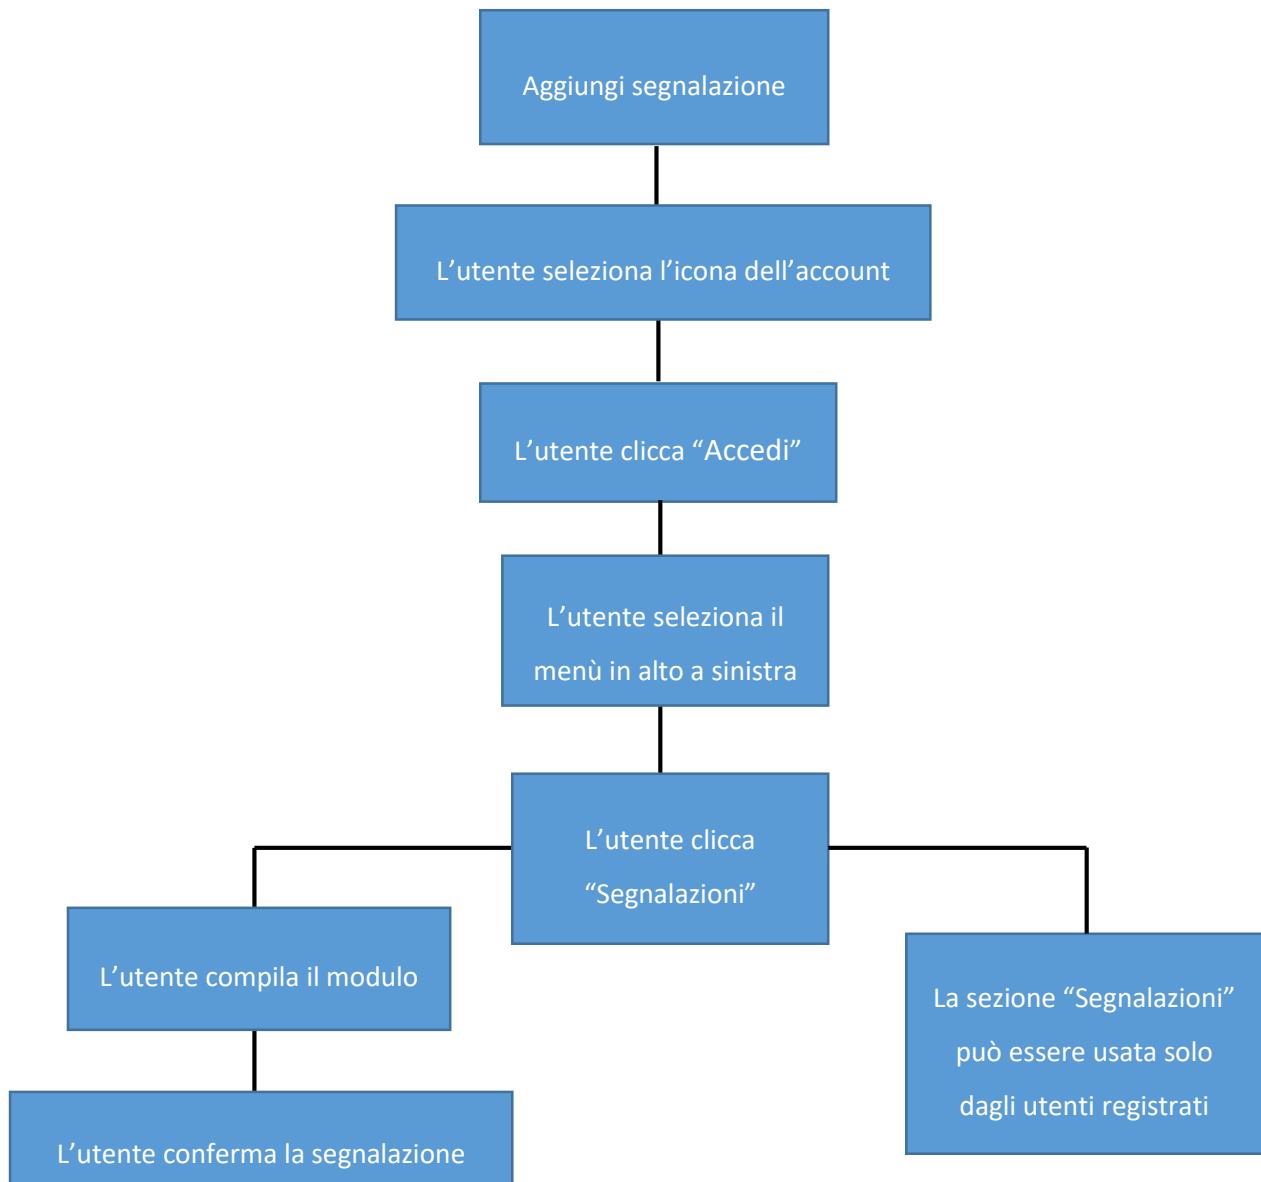 Aggiungi segnalazione
L’utente seleziona l’icona dell’account
L’utente clicca “Accedi”
L’utente seleziona il
menù in alto a sinistra
L’utente clicca
“Segnalazioni”
L’utente compila il modulo
L’utente conferma la segnalazione
La sezione “Segnalazioni”
può essere usata solo
dagli utenti registrati